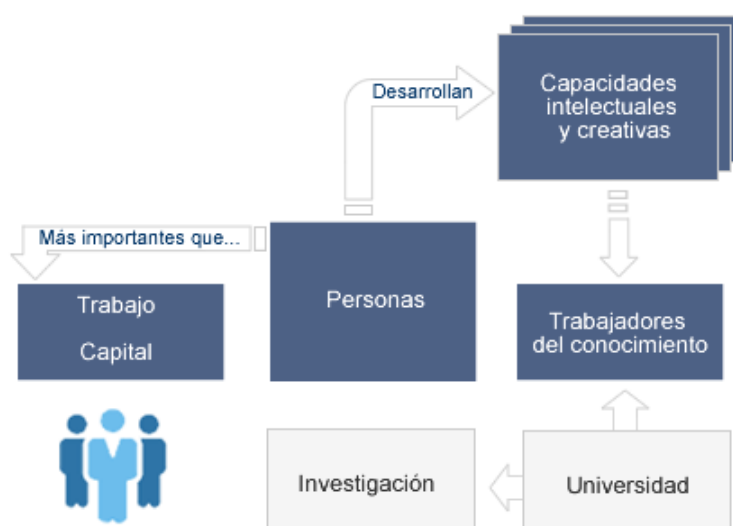 Desarrollan
Capacidades
intelectuales
y creativas
Más importantes que...
Trabajo
Capital
Personas
Trabajadores
del conocimiento
Investigación
Universidad